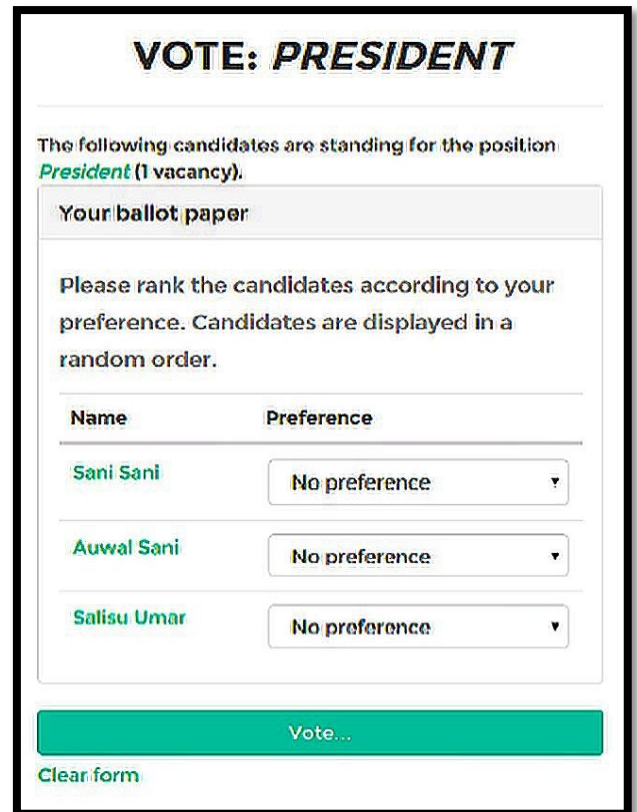 VOTE: PRESIDENT
The following candidates are standing for the position
President (1 vacancy).
Your ballot paper
Please rank the candidates according to your
preference. Candidates are displayed in a
random order.
Name Preference
Sani Sani No preference
Auwal Sani No preference
Salisu Umar No preference
Vote...
Clear form